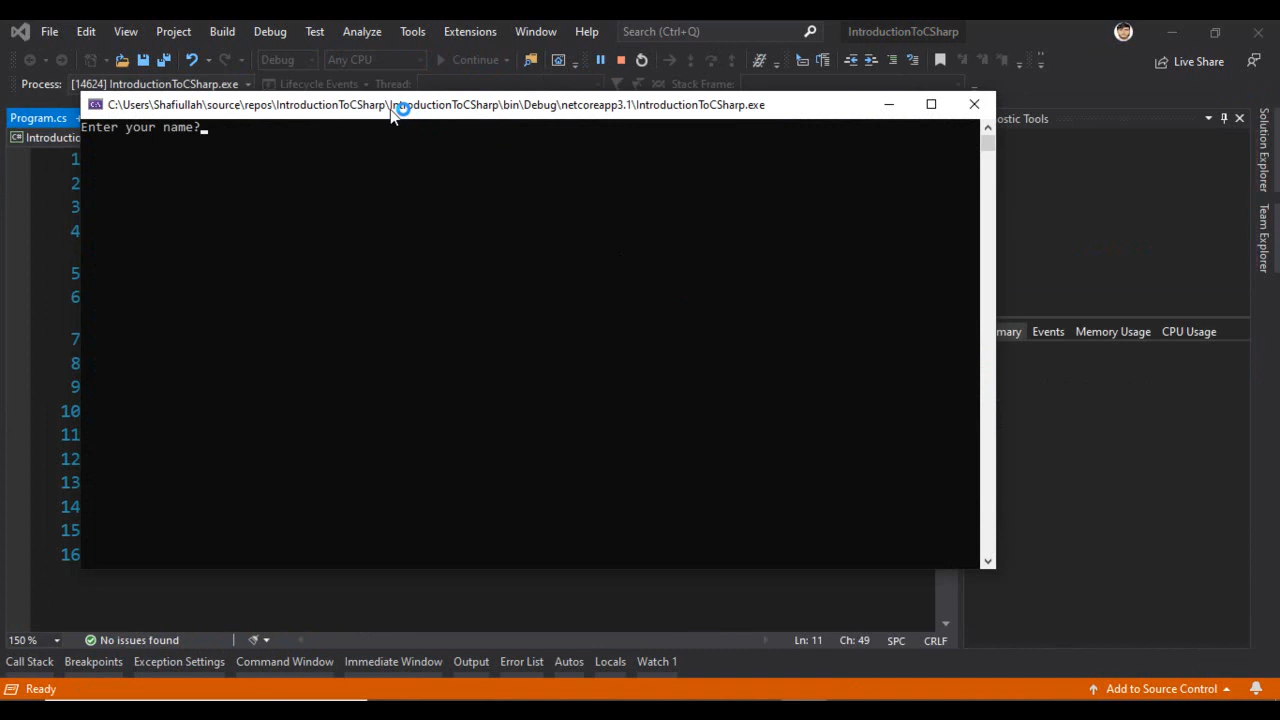 File Edit View Project Build Debug Test Analyze Tools Extensions Window Help Search (Ctrl+Q) IntroductionToCSharp
Debug Any CPU Continue Live Share
Process: [14624] IntroductionToCSharp.exe Lifecycle Events Thread: Stack Frame:
C:\Users\Shafiullah\source\repos\IntroductionToCSharp\IntroductionToCSharp\bin\Debug\netcoreapp3.1\IntroductionToCSharp.exe
Program.cs
ostic Tools
Enter your name?
C# Introductio
1
2
3
4
5
6
7
8
9
10
11
12
13
14
15
16
mary Events Memory Usage CPU Usage
Solution Explorer
Team Explorer
150 % No issues found Ln: 11 Ch: 49 SPC CRLF
Call Stack Breakpoints Exception Settings Command Window Immediate Window Output Error List Autos Locals Watch 1
Ready Add to Source Control